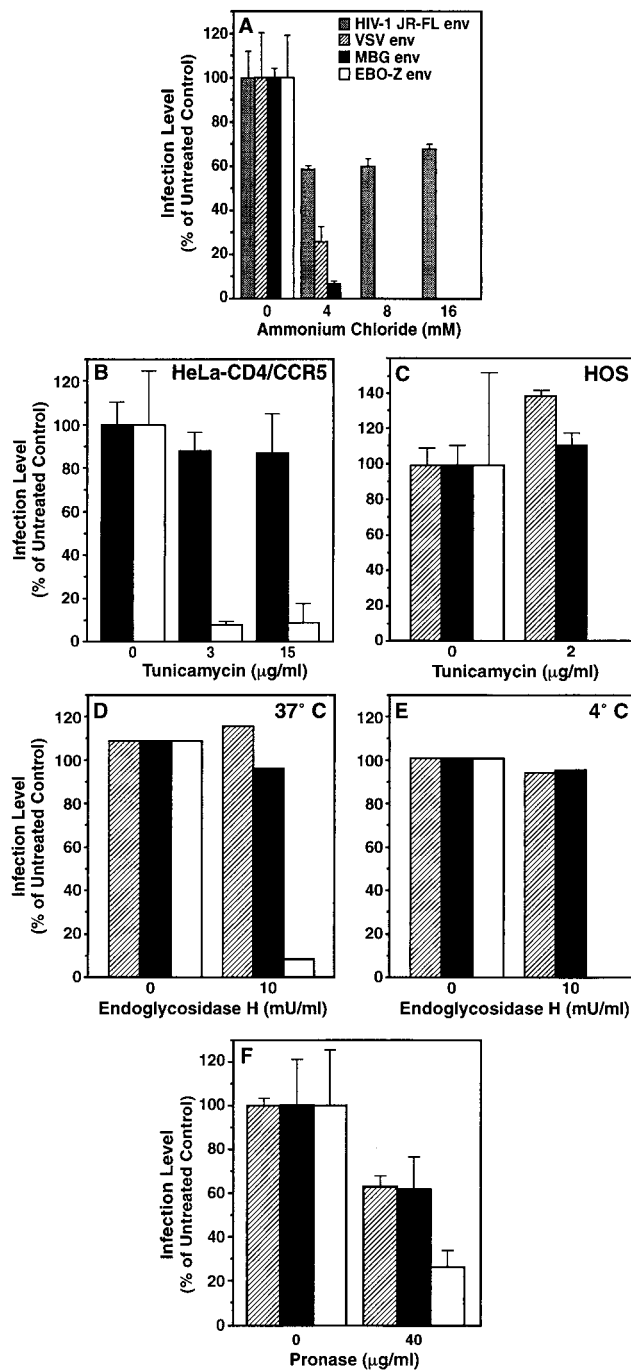 A
HIV-1 JR-FL env
VSV env
MBG env
EBO-Z env
Infection Level
(% of Untreated Control)
120
100
80
60
40
20
0
0 4 8 16
Ammonium Chloride (mM)
B HeLa-CD4/CCR5
Infection Level
(% of Untreated Control)
120
100
80
60
40
20
0
0 3 15
Tunicamycin (μg/ml)
C HOS
140
120
100
80
60
40
20
0
0 2
Tunicamycin (μg/ml)
D 37° C
Infection Level
(% of Untreated Control)
120
100
80
60
40
20
0
0 10
Endoglycosidase H (mU/ml)
E 4° C
120
100
80
60
40
20
0
0 10
Endoglycosidase H (mU/ml)
F
Infection Level
(% of Untreated Control)
120
100
80
60
40
20
0
0 40
Pronase (μg/ml)